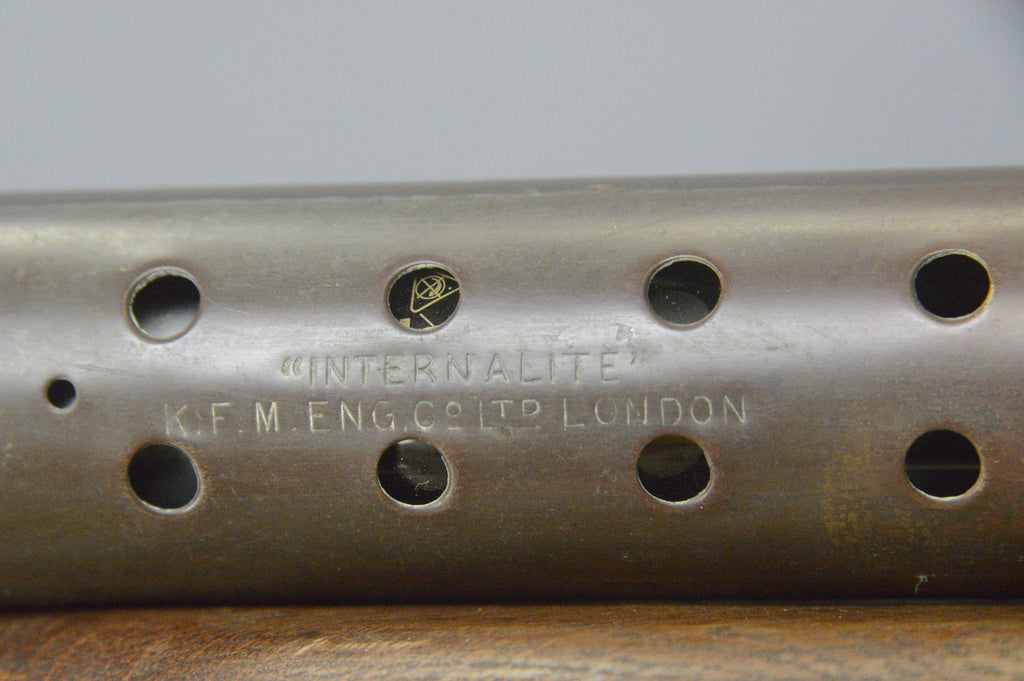 “INTERNALITE”
K.F.M. ENG. Cº LTD. LONDON